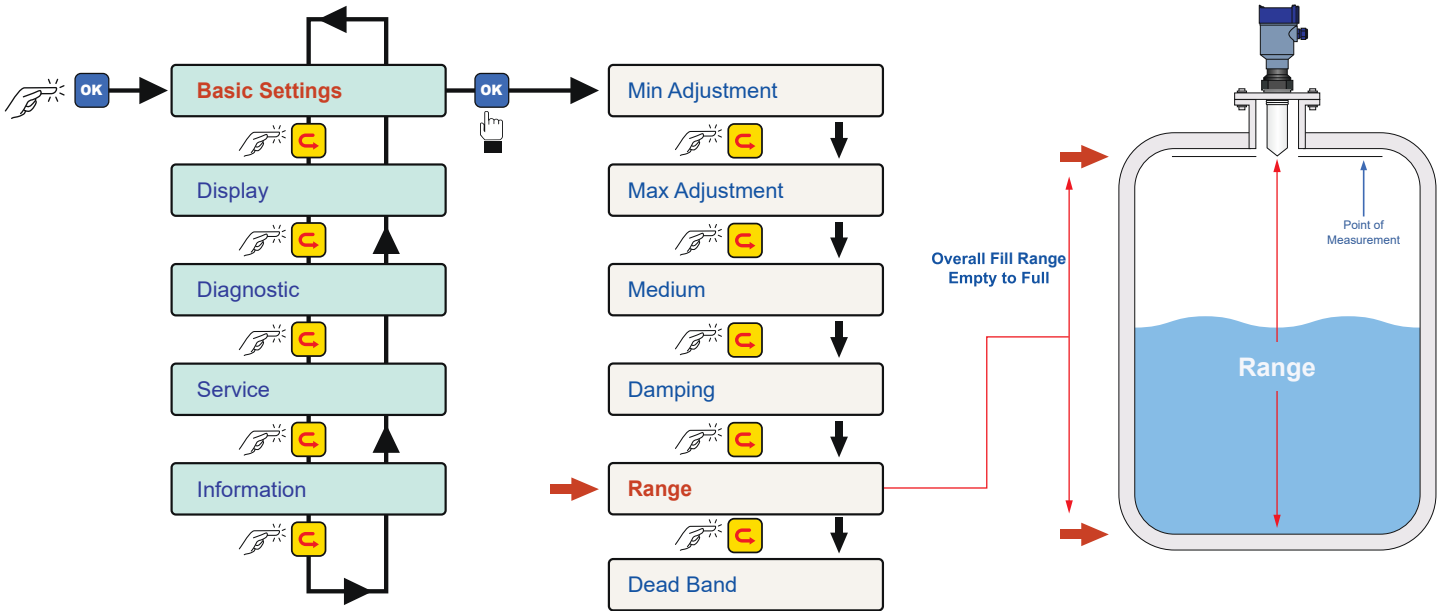 OK
Basic Settings
OK
Display
Diagnostic
Service
Information
Min Adjustment
Max Adjustment
Medium
Damping
Range
Dead Band
Overall Fill Range
Empty to Full
Point of
Measurement
Range